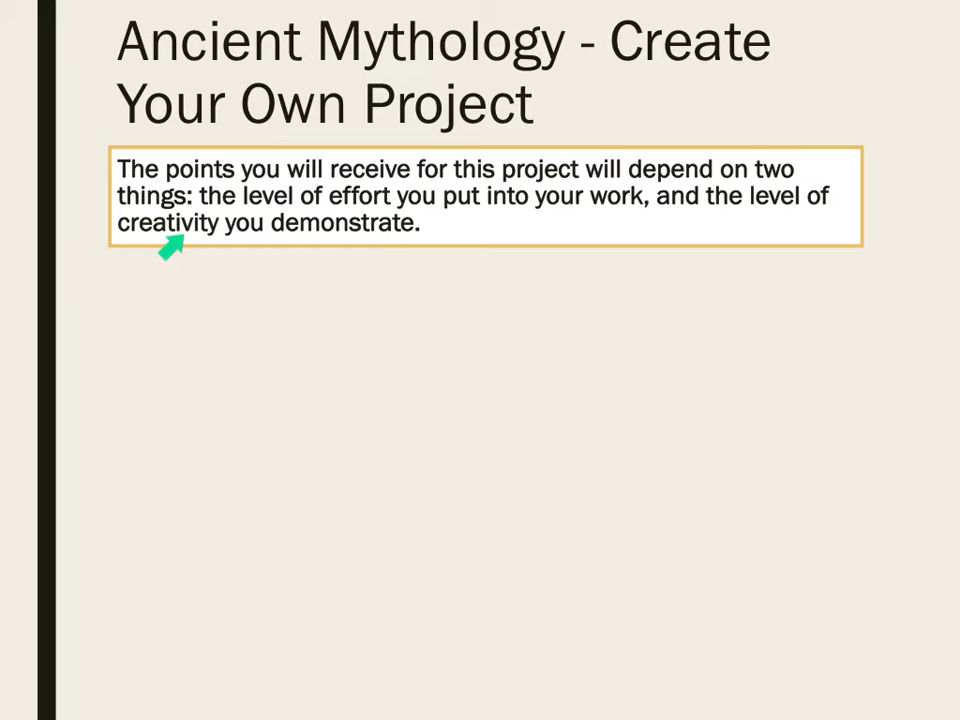 Ancient Mythology - Create
Your Own Project
The points you will receive for this project will depend on two
things: the level of effort you put into your work, and the level of
creativity you demonstrate.